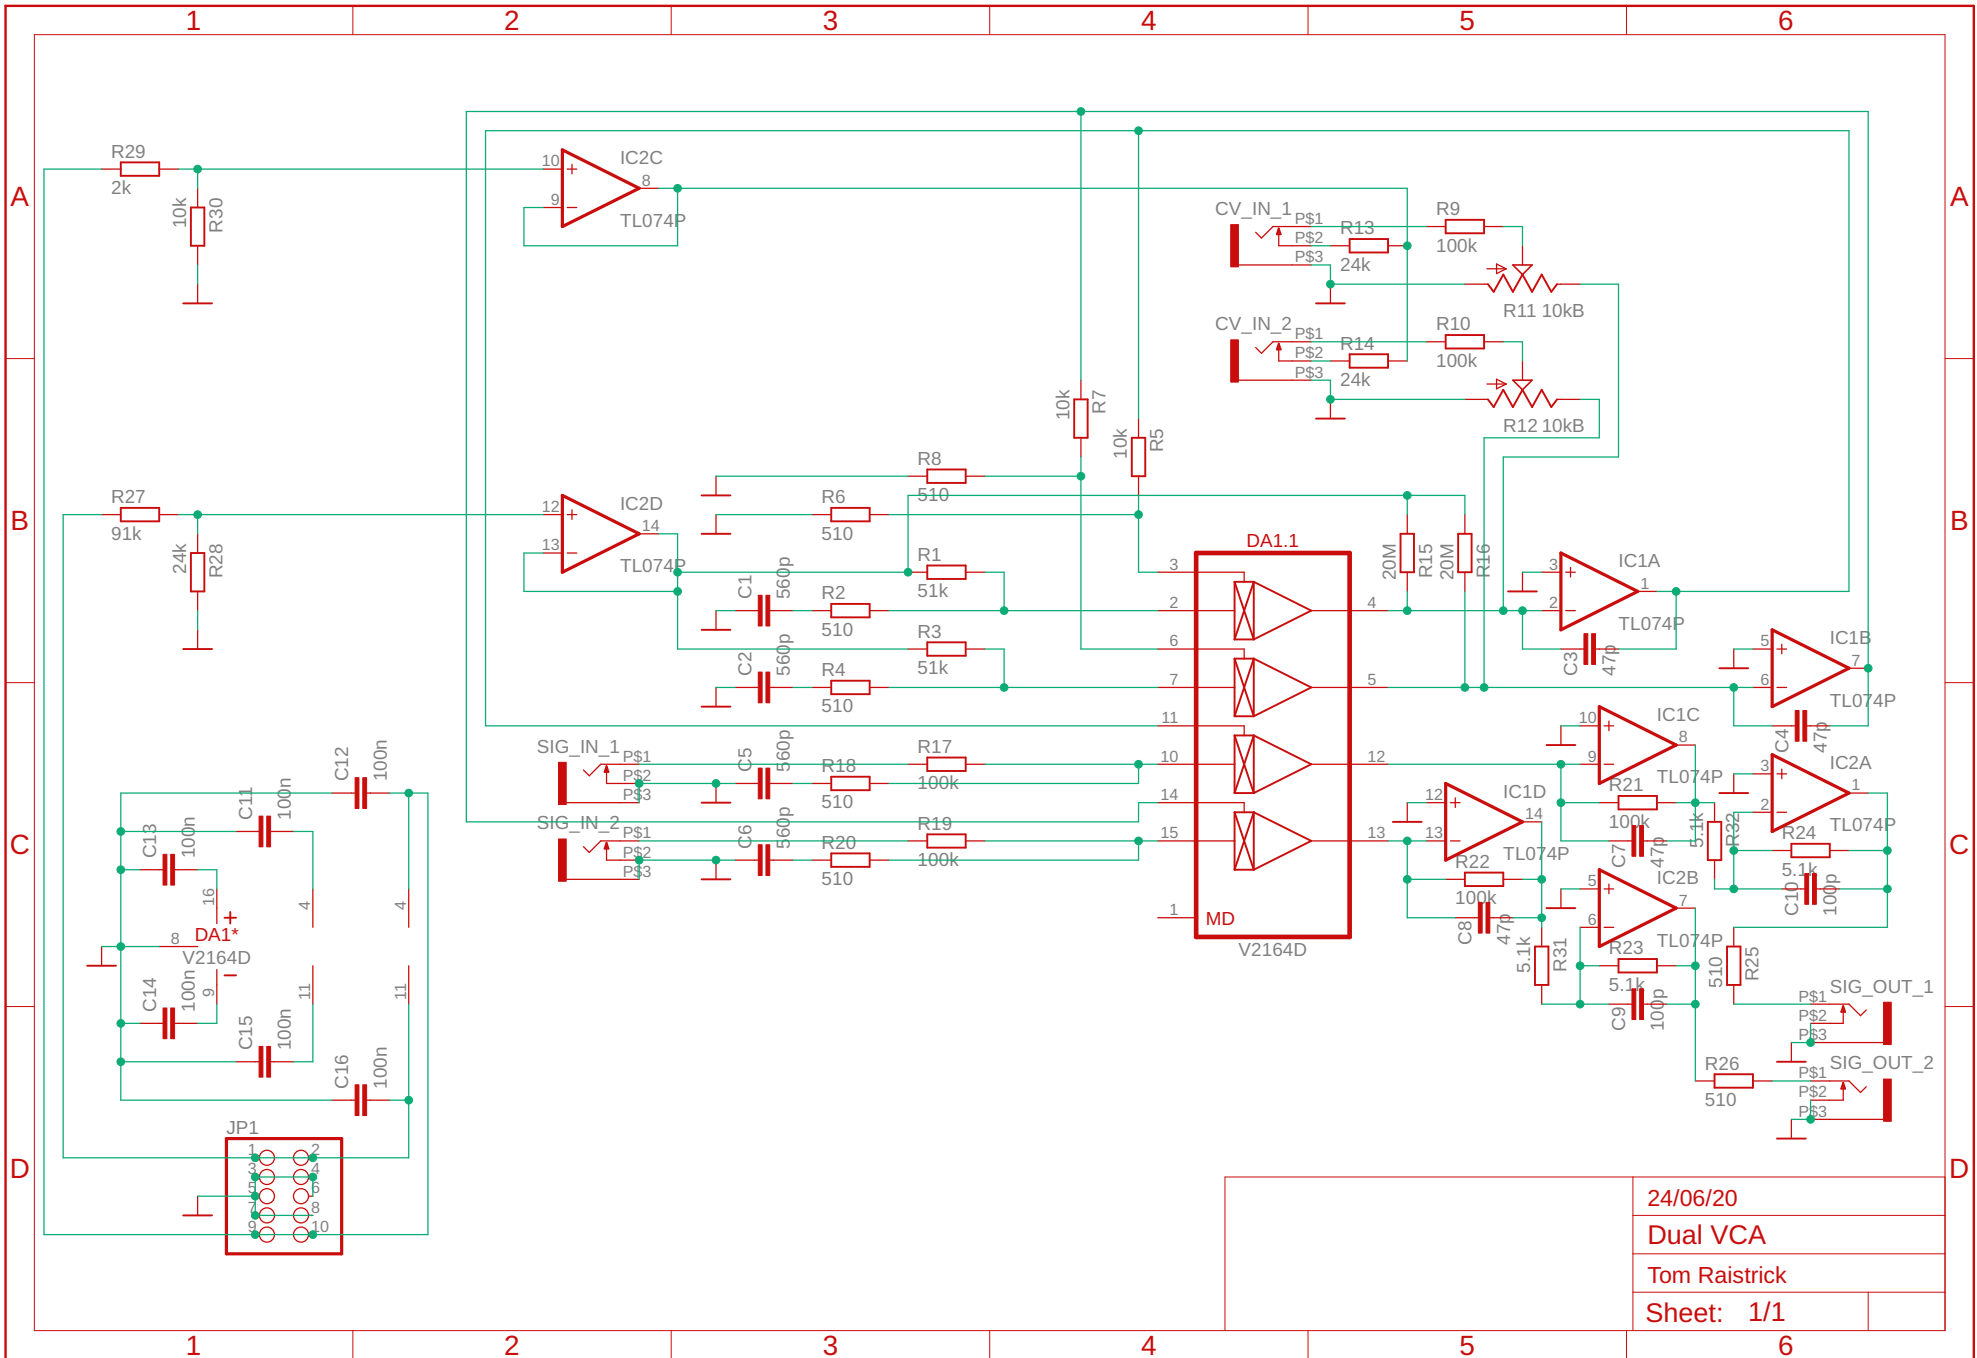 1 2 3 4 5 6
A A
B B
C C
D D
R29
2k
10k
R30
10
9
8
IC2C
TL074P
R27
91k
24k
R28
12
13
14
IC2D
TL074P
CV_IN_1
P$1
P$2
P$3
R13
24k
R9
100k
R11 10kB
CV_IN_2
P$1
P$2
P$3
R14
24k
R10
100k
R12 10kB
10k
R7
10k
R5
R8
510
R6
510
R1
51k
C1
560p
R2
510
R3
51k
C2
560p
R4
510
DA1.1
3
2
6
7
11
10
14
15
1
MD
4
5
12
13
V2164D
20M
R15
20M
R16
IC1A
3
2
1
TL074P
C3
47p
IC1B
5
6
7
TL074P
C4
47p
SIG_IN_1
P$1
P$2
P$3
C5
560p
R17
100k
R18
510
SIG_IN_2
P$1
P$2
P$3
C6
560p
R19
100k
R20
510
IC1C
10
9
8
TL074P
R21
100k
C7
47p
5.1k
R32
IC2A
3
2
1
TL074P
R24
5.1k
C10
100p
IC1D
12
13
14
TL074P
R22
100k
C8
47p
5.1k
R31
IC2B
5
6
7
TL074P
R23
5.1k
C9
100p
510
R25
SIG_OUT_1
P$1
P$2
P$3
R26
510
SIG_OUT_2
P$1
P$2
P$3
C12
100n
C11
100n
C13
100n
16
+
DA1*
V2164D
8
9
4
4
11
11
C14
100n
C15
100n
C16
100n
JP1
1 2
3 4
5 6
7 8
9 10
24/06/20
Dual VCA
Tom Raistrick
Sheet: 1/1
1 2 3 4 5 6